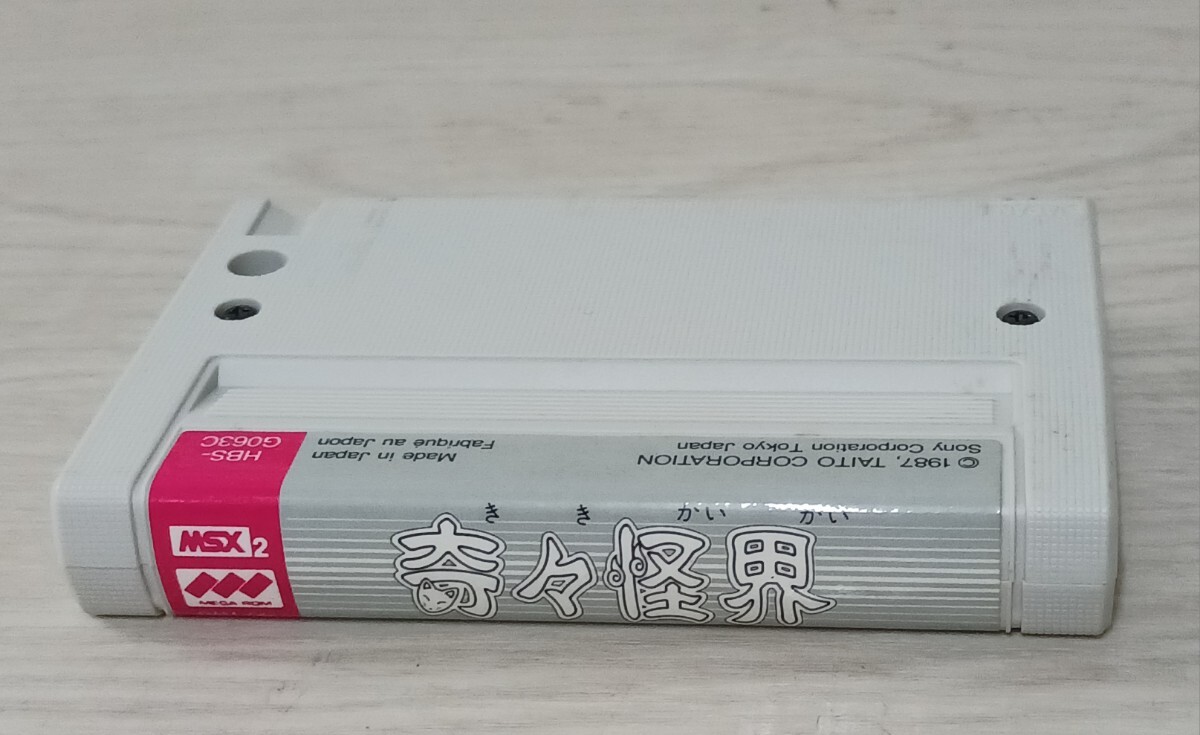 MSX2
MEGA ROM
ききかいかい
奇々怪界
HBS-
G063C
Made in Japan
Fabriqué au Japon
© 1987, TAITO CORPORATION
Sony Corporation Tokyo Japan